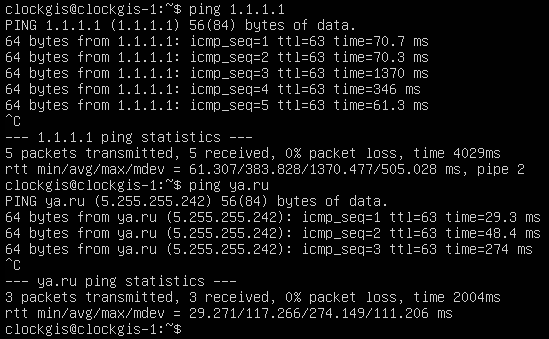 clockgis@clockgis-1:~$ ping 1.1.1.1
PING 1.1.1.1 (1.1.1.1) 56(84) bytes of data.
64 bytes from 1.1.1.1: icmp_seq=1 ttl=63 time=70.7 ms
64 bytes from 1.1.1.1: icmp_seq=2 ttl=63 time=70.3 ms
64 bytes from 1.1.1.1: icmp_seq=3 ttl=63 time=1370 ms
64 bytes from 1.1.1.1: icmp_seq=4 ttl=63 time=346 ms
64 bytes from 1.1.1.1: icmp_seq=5 ttl=63 time=61.3 ms
^C
--- 1.1.1.1 ping statistics ---
5 packets transmitted, 5 received, 0% packet loss, time 4029ms
rtt min/avg/max/mdev = 61.307/383.828/1370.477/505.028 ms, pipe 2
clockgis@clockgis-1:~$ ping ya.ru
PING ya.ru (5.255.255.242) 56(84) bytes of data.
64 bytes from ya.ru (5.255.255.242): icmp_seq=1 ttl=63 time=29.3 ms
64 bytes from ya.ru (5.255.255.242): icmp_seq=2 ttl=63 time=48.4 ms
64 bytes from ya.ru (5.255.255.242): icmp_seq=3 ttl=63 time=274 ms
^C
--- ya.ru ping statistics ---
3 packets transmitted, 3 received, 0% packet loss, time 2004ms
rtt min/avg/max/mdev = 29.271/117.266/274.149/111.206 ms
clockgis@clockgis-1:~$